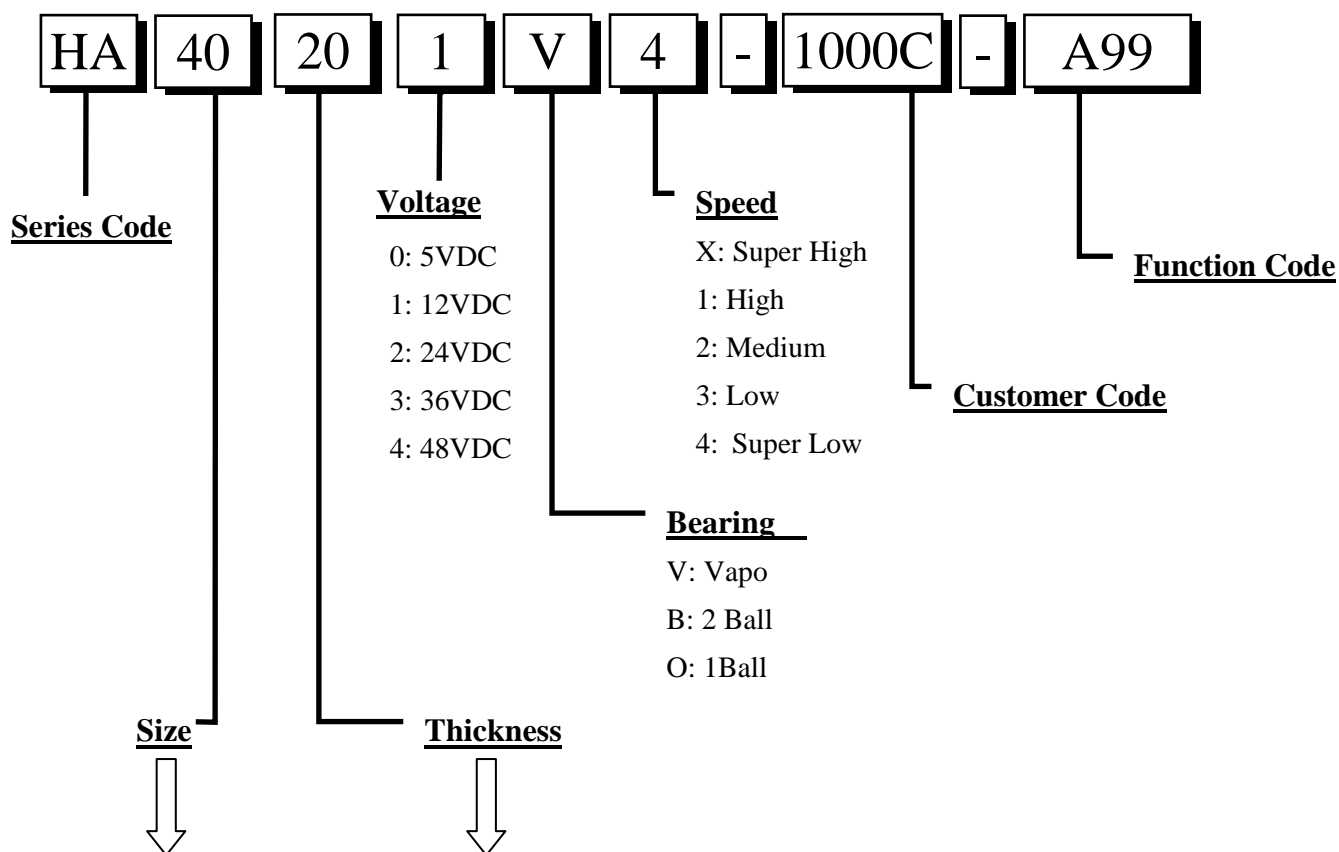 HA 40 20 1 V 4 - 1000C - A99
Series Code
Voltage
0: 5VDC
1: 12VDC
2: 24VDC
3: 36VDC
4: 48VDC
Speed
X: Super High
1: High
2: Medium
3: Low
4: Super Low
Function Code
Customer Code
Bearing
V: Vapo
B: 2 Ball
O: 1Ball
Size
Thickness